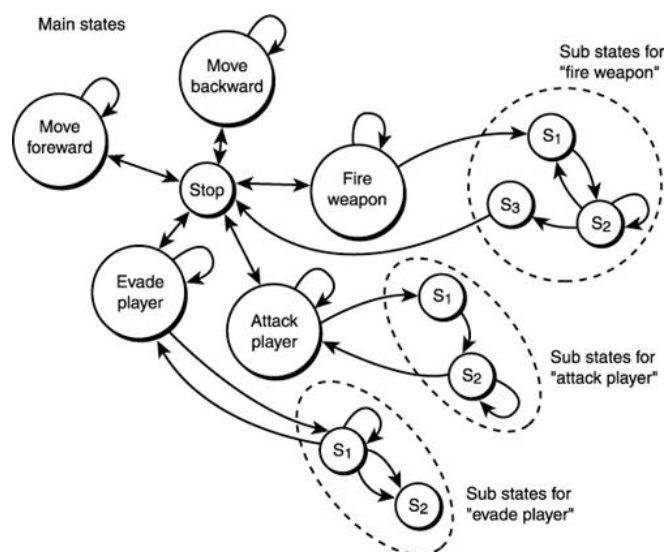 Main states
Move
backward
Sub states for
"fire weapon"
Move
foreward
S1
Stop
Fire
weapon
S3
S2
Evade
player
S1
Attack
player
S2
Sub states for
"attack player"
S1
S2
Sub states for
"evade player"